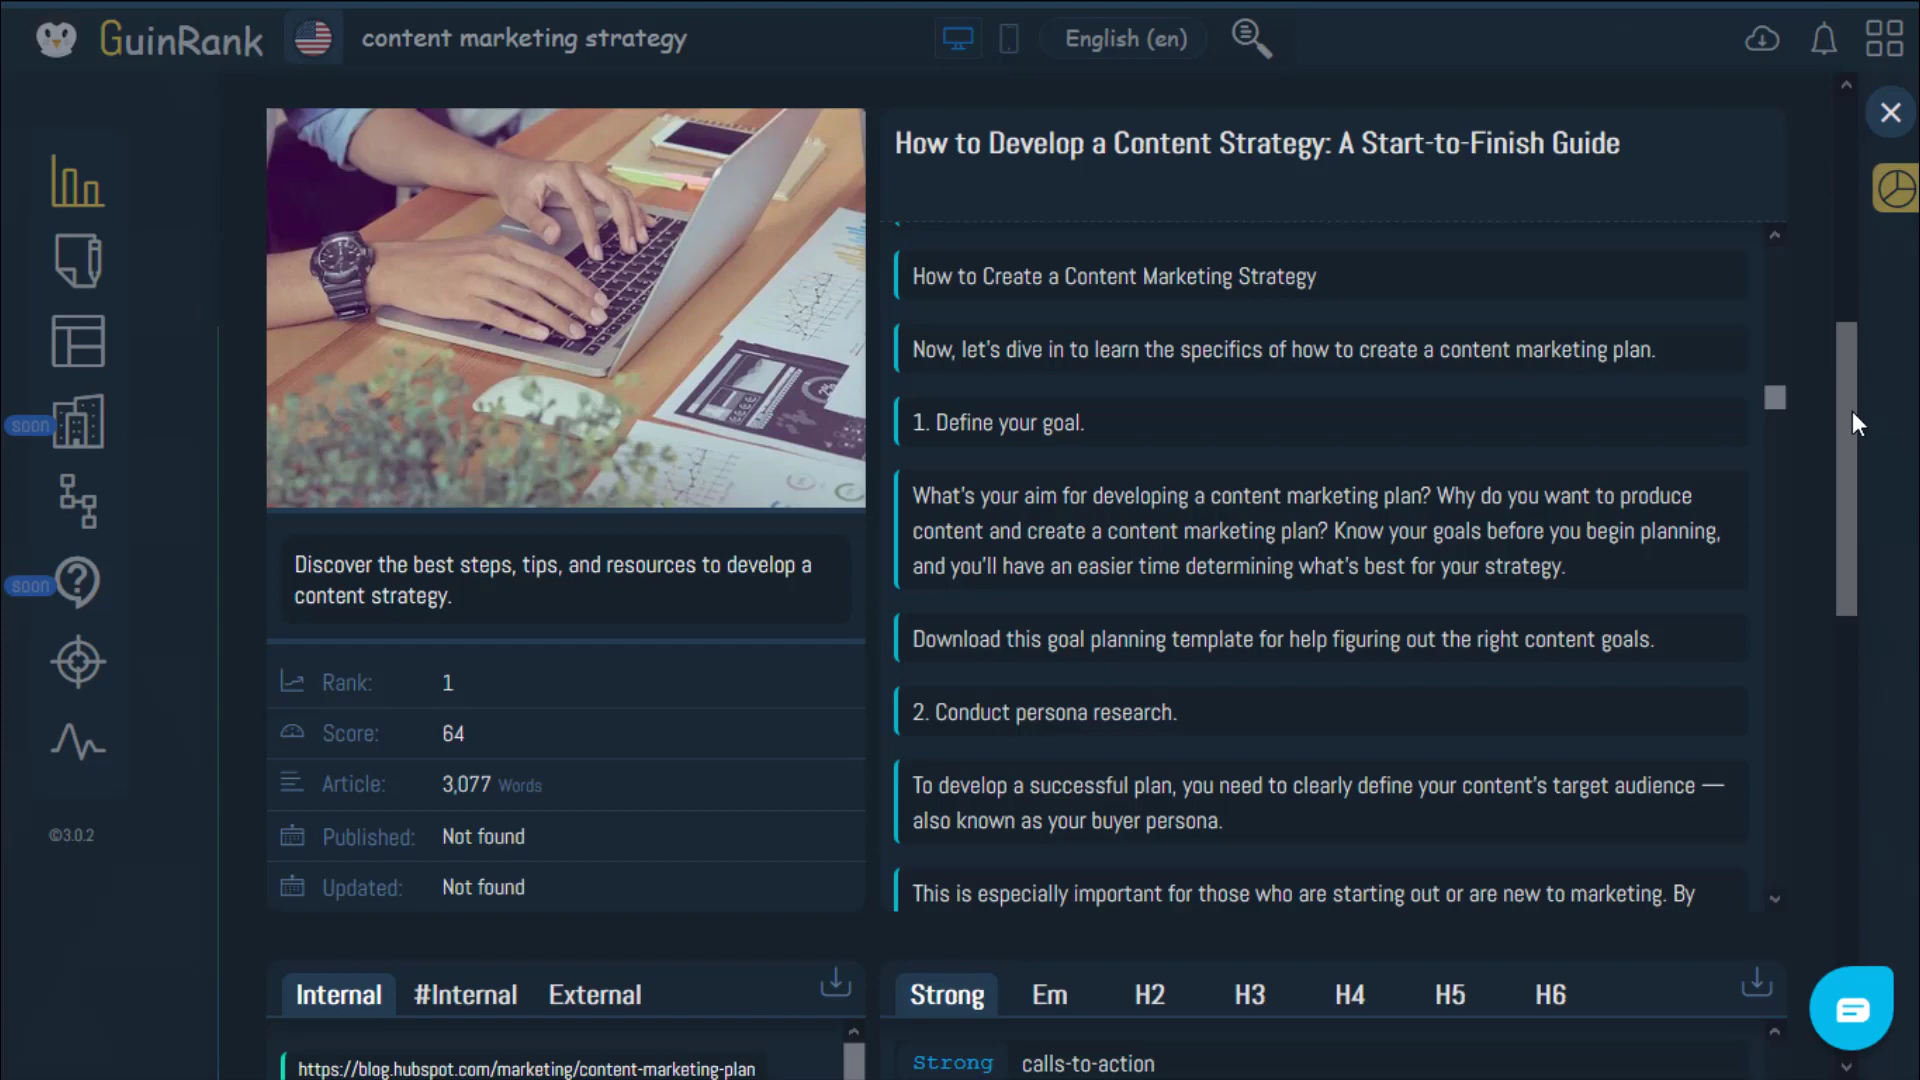 GuinRank
content marketing strategy
English (en)
How to Develop a Content Strategy: A Start-to-Finish Guide
How to Create a Content Marketing Strategy
Now, let's dive in to learn the specifics of how to create a content marketing plan.
1. Define your goal.
What's your aim for developing a content marketing plan? Why do you want to produce
content and create a content marketing plan? Know your goals before you begin planning,
and you'll have an easier time determining what's best for your strategy.
Download this goal planning template for help figuring out the right content goals.
2. Conduct persona research.
To develop a successful plan, you need to clearly define your content's target audience —
also known as your buyer persona.
This is especially important for those who are starting out or are new to marketing. By
Discover the best steps, tips, and resources to develop a
content strategy.
Rank: 1
Score: 64
Article: 3,077 Words
Published: Not found
Updated: Not found
soon
soon
©3.0.2
Internal #Internal External
https://blog.hubspot.com/marketing/content-marketing-plan
Strong Em H2 H3 H4 H5 H6
Strong calls-to-action